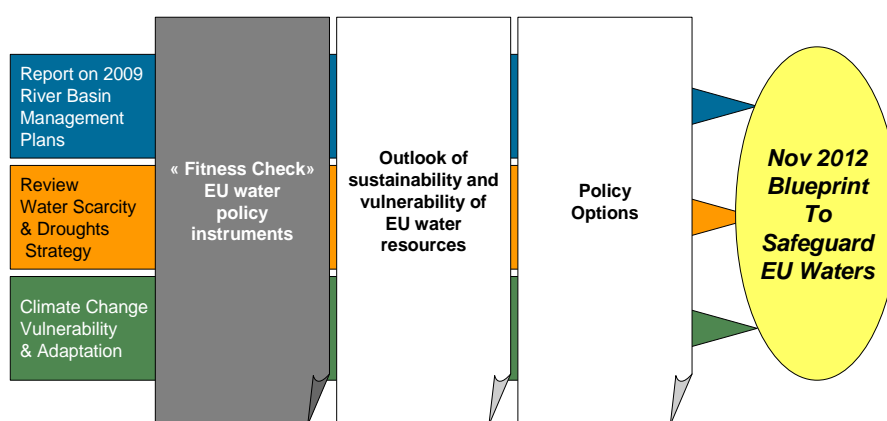 Report on 2009
River Basin
Management
Plans
Review
Water Scarcity
& Droughts
Strategy
Climate Change
Vulnerability
& Adaptation
« Fitness Check»
EU water
policy
instruments
Outlook of
sustainability and
vulnerability of
EU water
resources
Policy
Options
Nov 2012
Blueprint
To
Safeguard
EU Waters